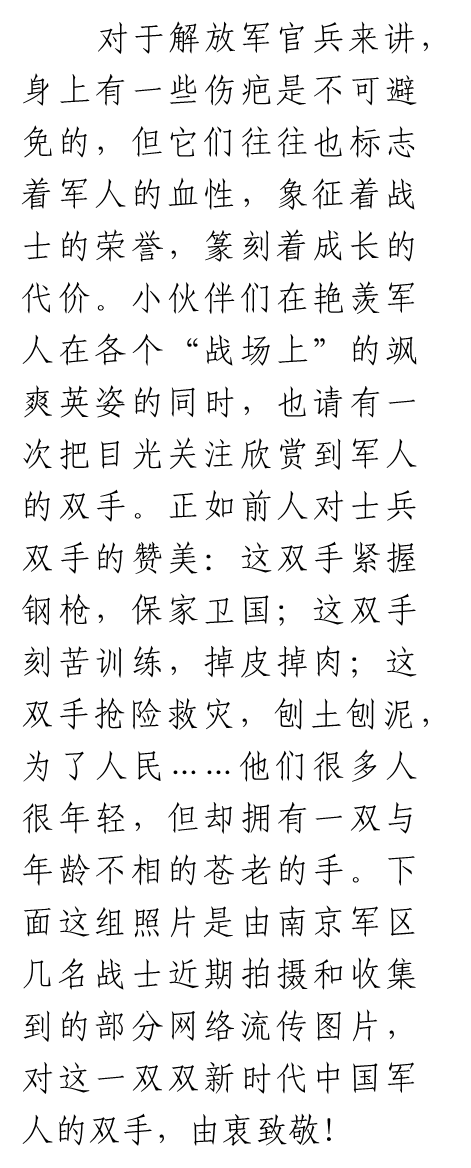 对于解放军官兵来讲，
身上有一些伤疤是不可避
免的，但它们往往也标志
着军人的血性，象征着战
士的荣誉，篆刻着成长的
代价。小伙伴们在艳羡军
人在各个“战场上”的飒
爽英姿的同时，也请有一
次把目光关注欣赏到军人
的双手。正如前人对士兵
双手的赞美：这双手紧握
钢枪，保家卫国；这双手
刻苦训练，掉皮掉肉；这
双手抢险救灾，刨土刨泥，
为了人民……他们很多人
很年轻，但却拥有一双与
年龄不相的苍老的手。下
面这组照片是由南京军区
几名战士近期拍摄和收集
到的部分网络流传图片，
对这一双双新时代中国军
人的双手，由衷致敬！